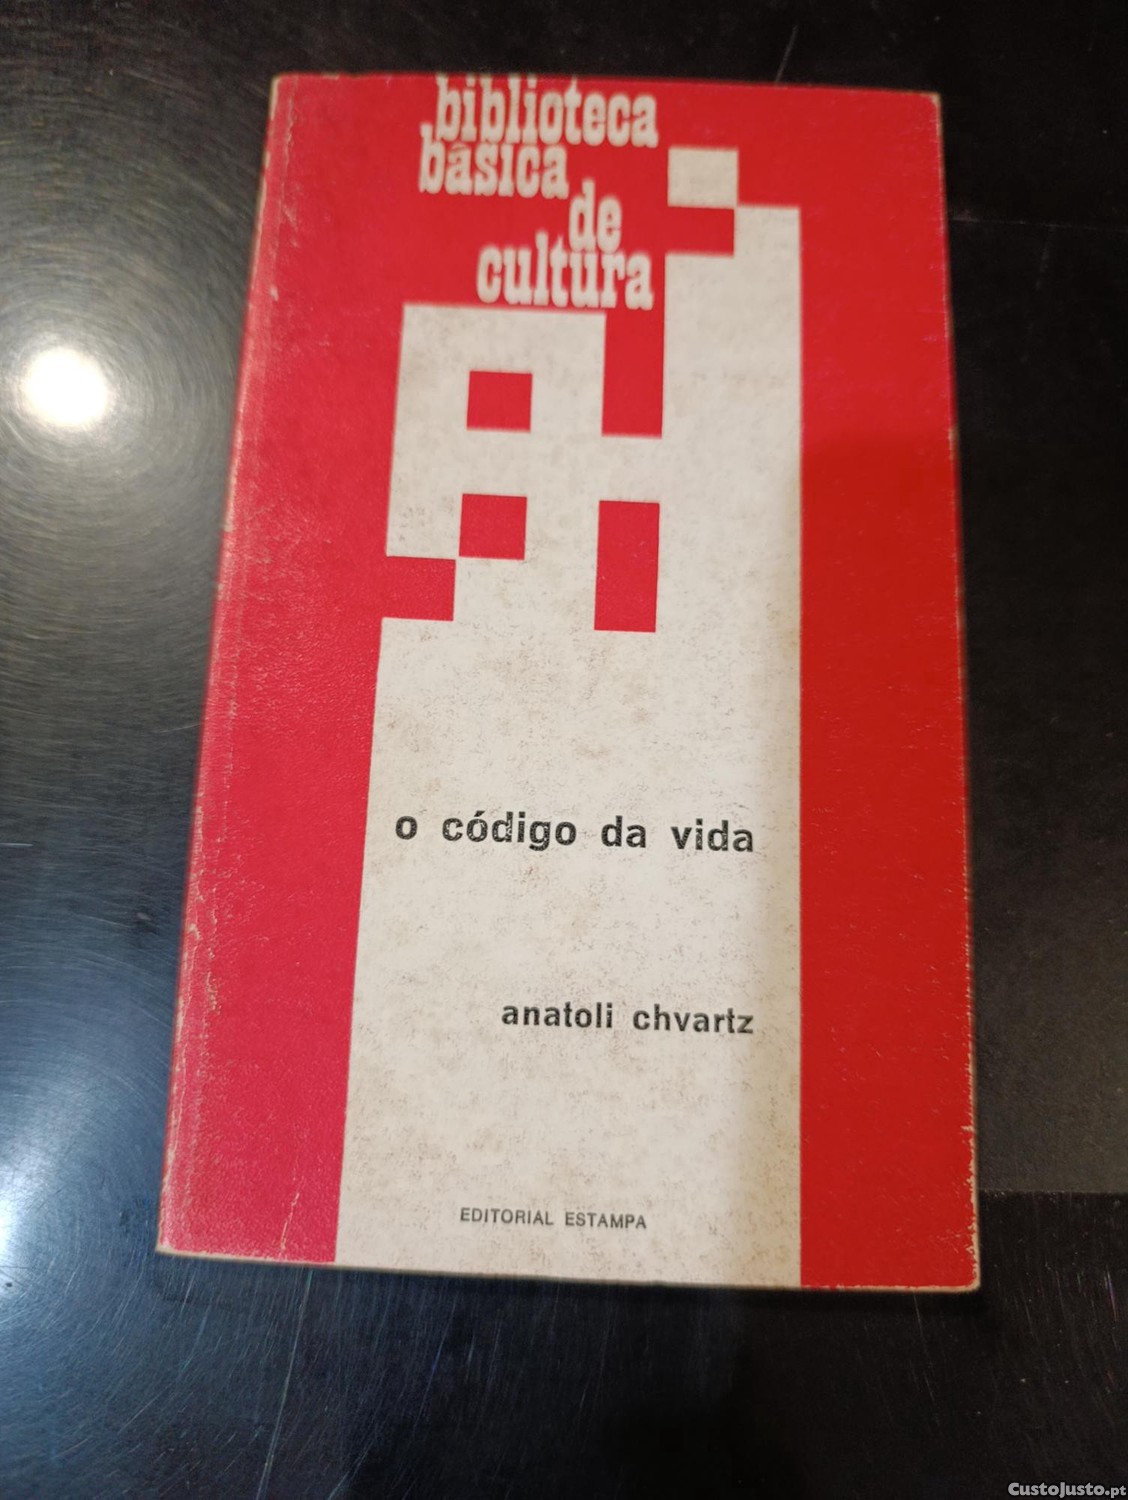 biblioteca
básica
de
cultura
o código da vida
anatoli chvartz
EDITORIAL ESTAMPA
CustoJusto.pt